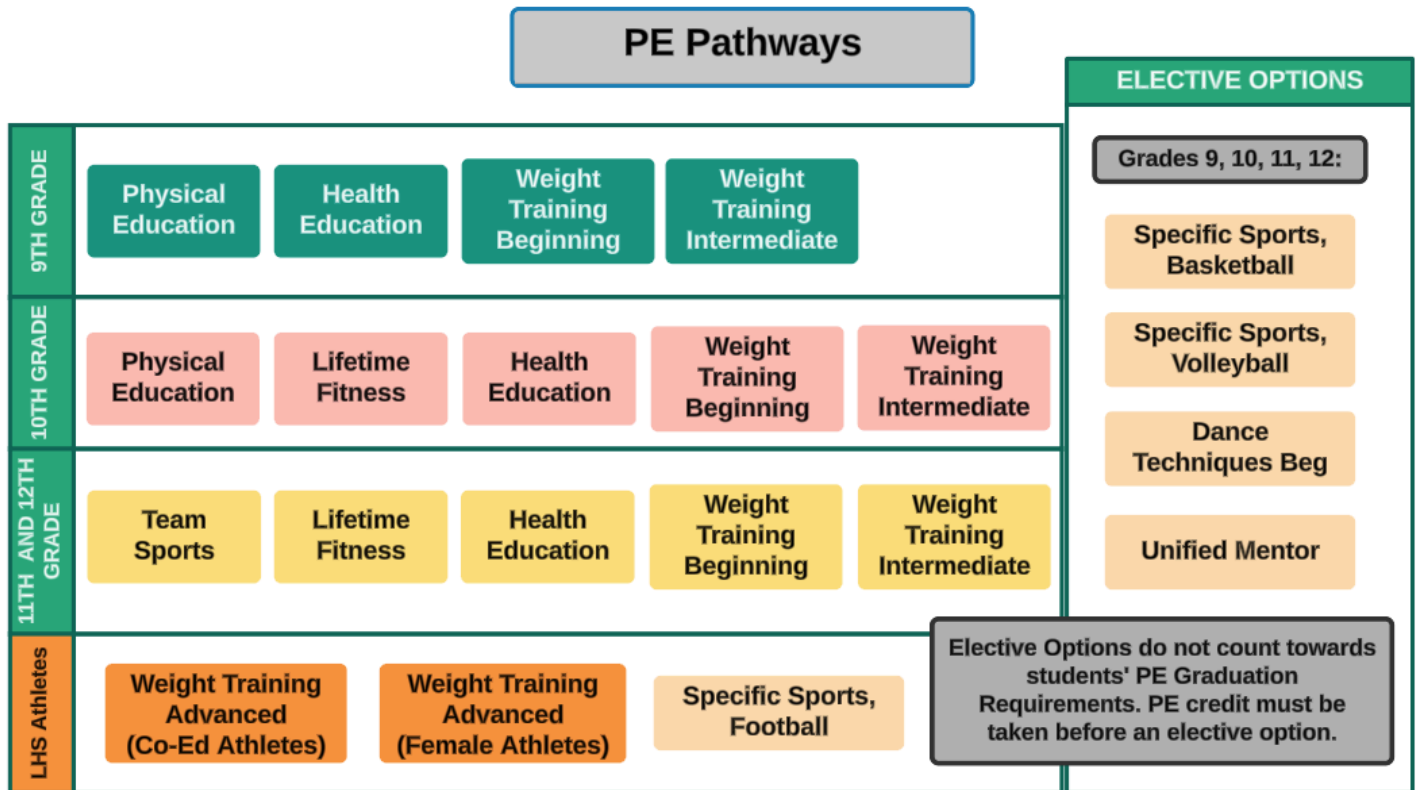 PE Pathways
ELECTIVE OPTIONS
9TH GRADE
Physical
Education
Health
Education
Weight
Training
Beginning
Weight
Training
Intermediate
10TH GRADE
Physical
Education
Lifetime
Fitness
Health
Education
Weight
Training
Beginning
Weight
Training
Intermediate
11TH AND 12TH
GRADE
Team
Sports
Lifetime
Fitness
Health
Education
Weight
Training
Beginning
Weight
Training
Intermediate
LHS Athletes
Weight Training
Advanced
(Co-Ed Athletes)
Weight Training
Advanced
(Female Athletes)
Specific Sports,
Football
Grades 9, 10, 11, 12:
Specific Sports,
Basketball
Specific Sports,
Volleyball
Dance
Techniques Beg
Unified Mentor
Elective Options do not count towards
students' PE Graduation
Requirements. PE credit must be
taken before an elective option.